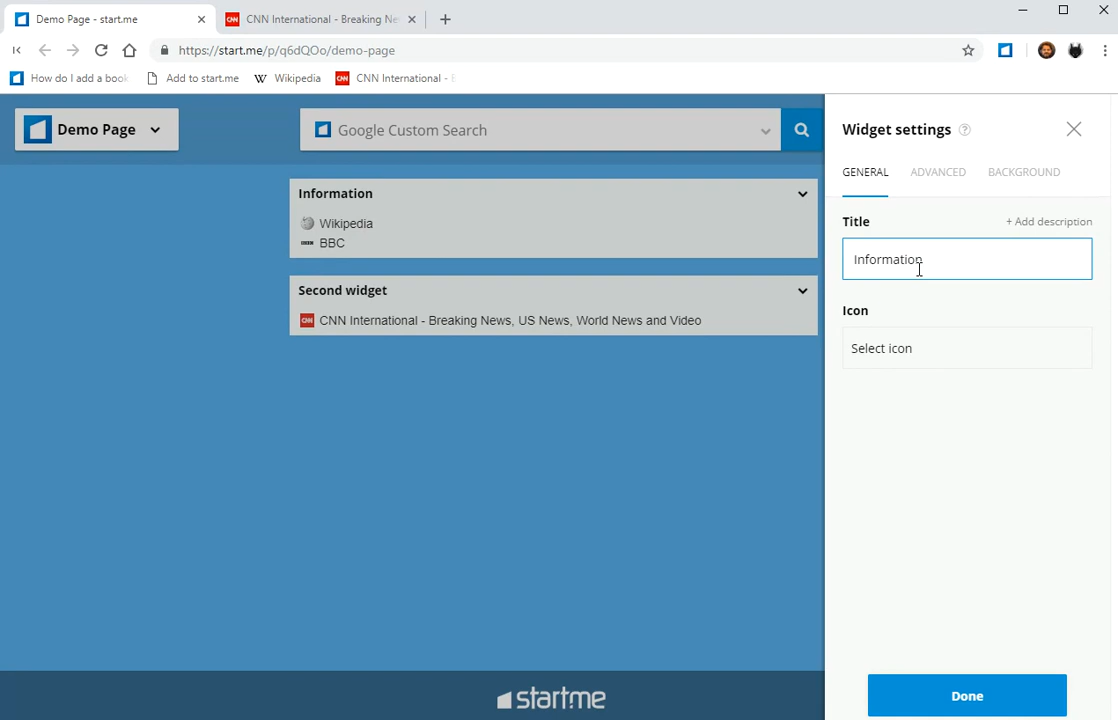 Demo Page - start.me
CNN International - Breaking Ne
https://start.me/p/q6dQOo/demo-page
How do I add a book
Add to start.me
Wikipedia
CNN International - B
Demo Page
Google Custom Search
Widget settings ?
GENERAL
ADVANCED
BACKGROUND
Information
Wikipedia
BBC
Title
+ Add description
Information
Second widget
CNN International - Breaking News, US News, World News and Video
Icon
Select icon
Done
start.me